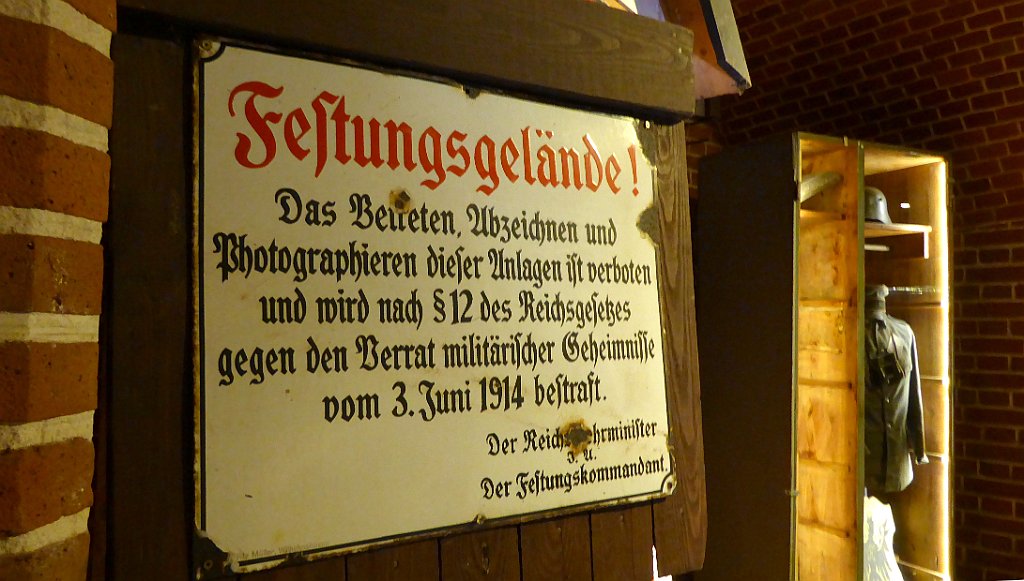 Feſtungsgelände!
Das Betreten, Abzeichnen und
Photographieren dieſer Anlagen iſt verboten
und wird nach § 12 des Reichsgeſetzes
gegen den Verrat militäriſcher Geheimniſſe
vom 3. Juni 1914 beſtraft.
Der Reichswehrminiſter
J. U.
Der Feſtungskommandant.